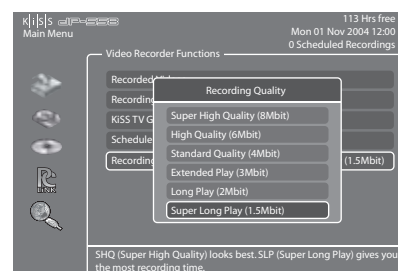 KiSS DP-558
113 Hrs free
Main Menu
Mon 01 Nov 2004 12:00
0 Scheduled Recordings
Video Recorder Functions
Recorded
Recording
KiSS TV G
Schedule
Recording
(1.5Mbit)
Recording Quality
Super High Quality (8Mbit)
High Quality (6Mbit)
Standard Quality (4Mbit)
Extended Play (3Mbit)
Long Play (2Mbit)
Super Long Play (1.5Mbit)
LINK
SHQ (Super High Quality) looks best. SLP (Super Long Play) gives you
the most recording time.